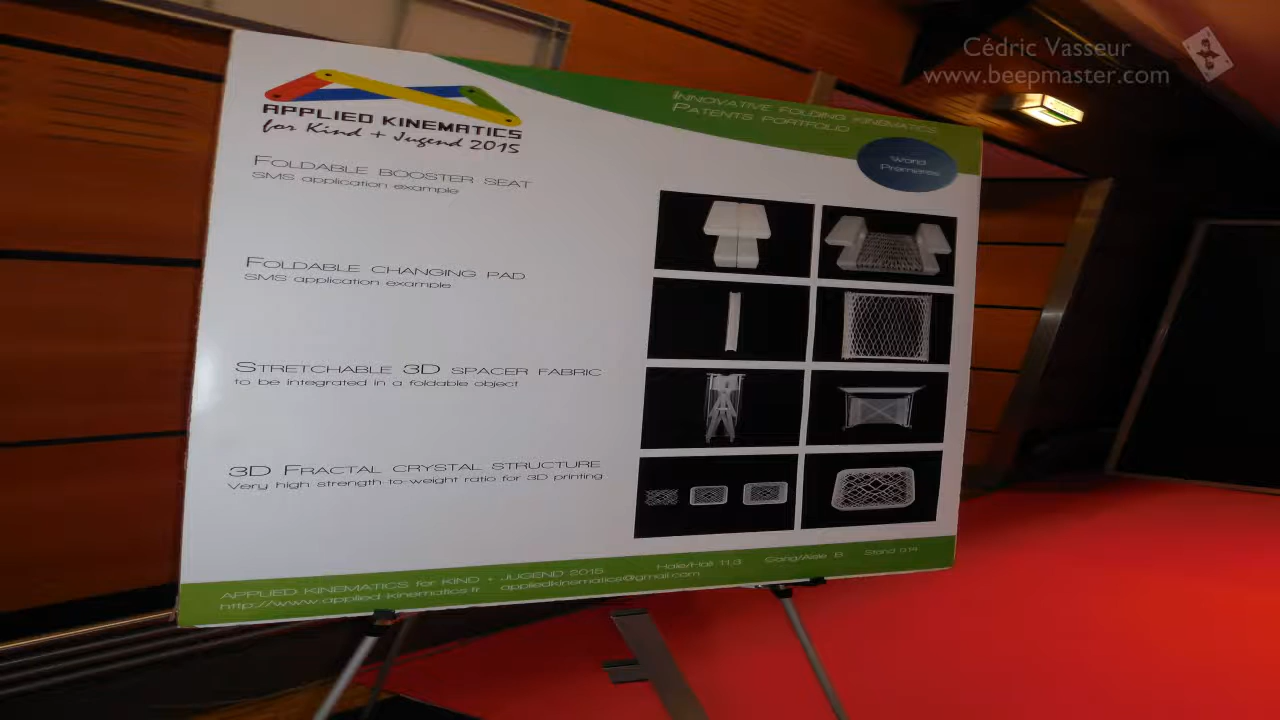 Cédric Vasseur
www.beepmaster.com
INNOVATIVE FOLDING KINEMATICS
PATENTS PORTFOLIO
World
Premieres
APPLIED KINEMATICS
for Kind + Jugend 2015
FOLDABLE BOOSTER SEAT
SMS application example
FOLDABLE CHANGING PAD
SMS application example
STRETCHABLE 3D SPACER FABRIC
to be integrated in a foldable object
3D FRACTAL CRYSTAL STRUCTURE
Very high strength-to-weight ratio for 3D printing
APPLIED KINEMATICS for KIND + JUGEND 2015 Halle/Hall 11.3 Gang/Aisle B Stand
http://www.applied-kinematics.fr appliedkinematics@gmail.com